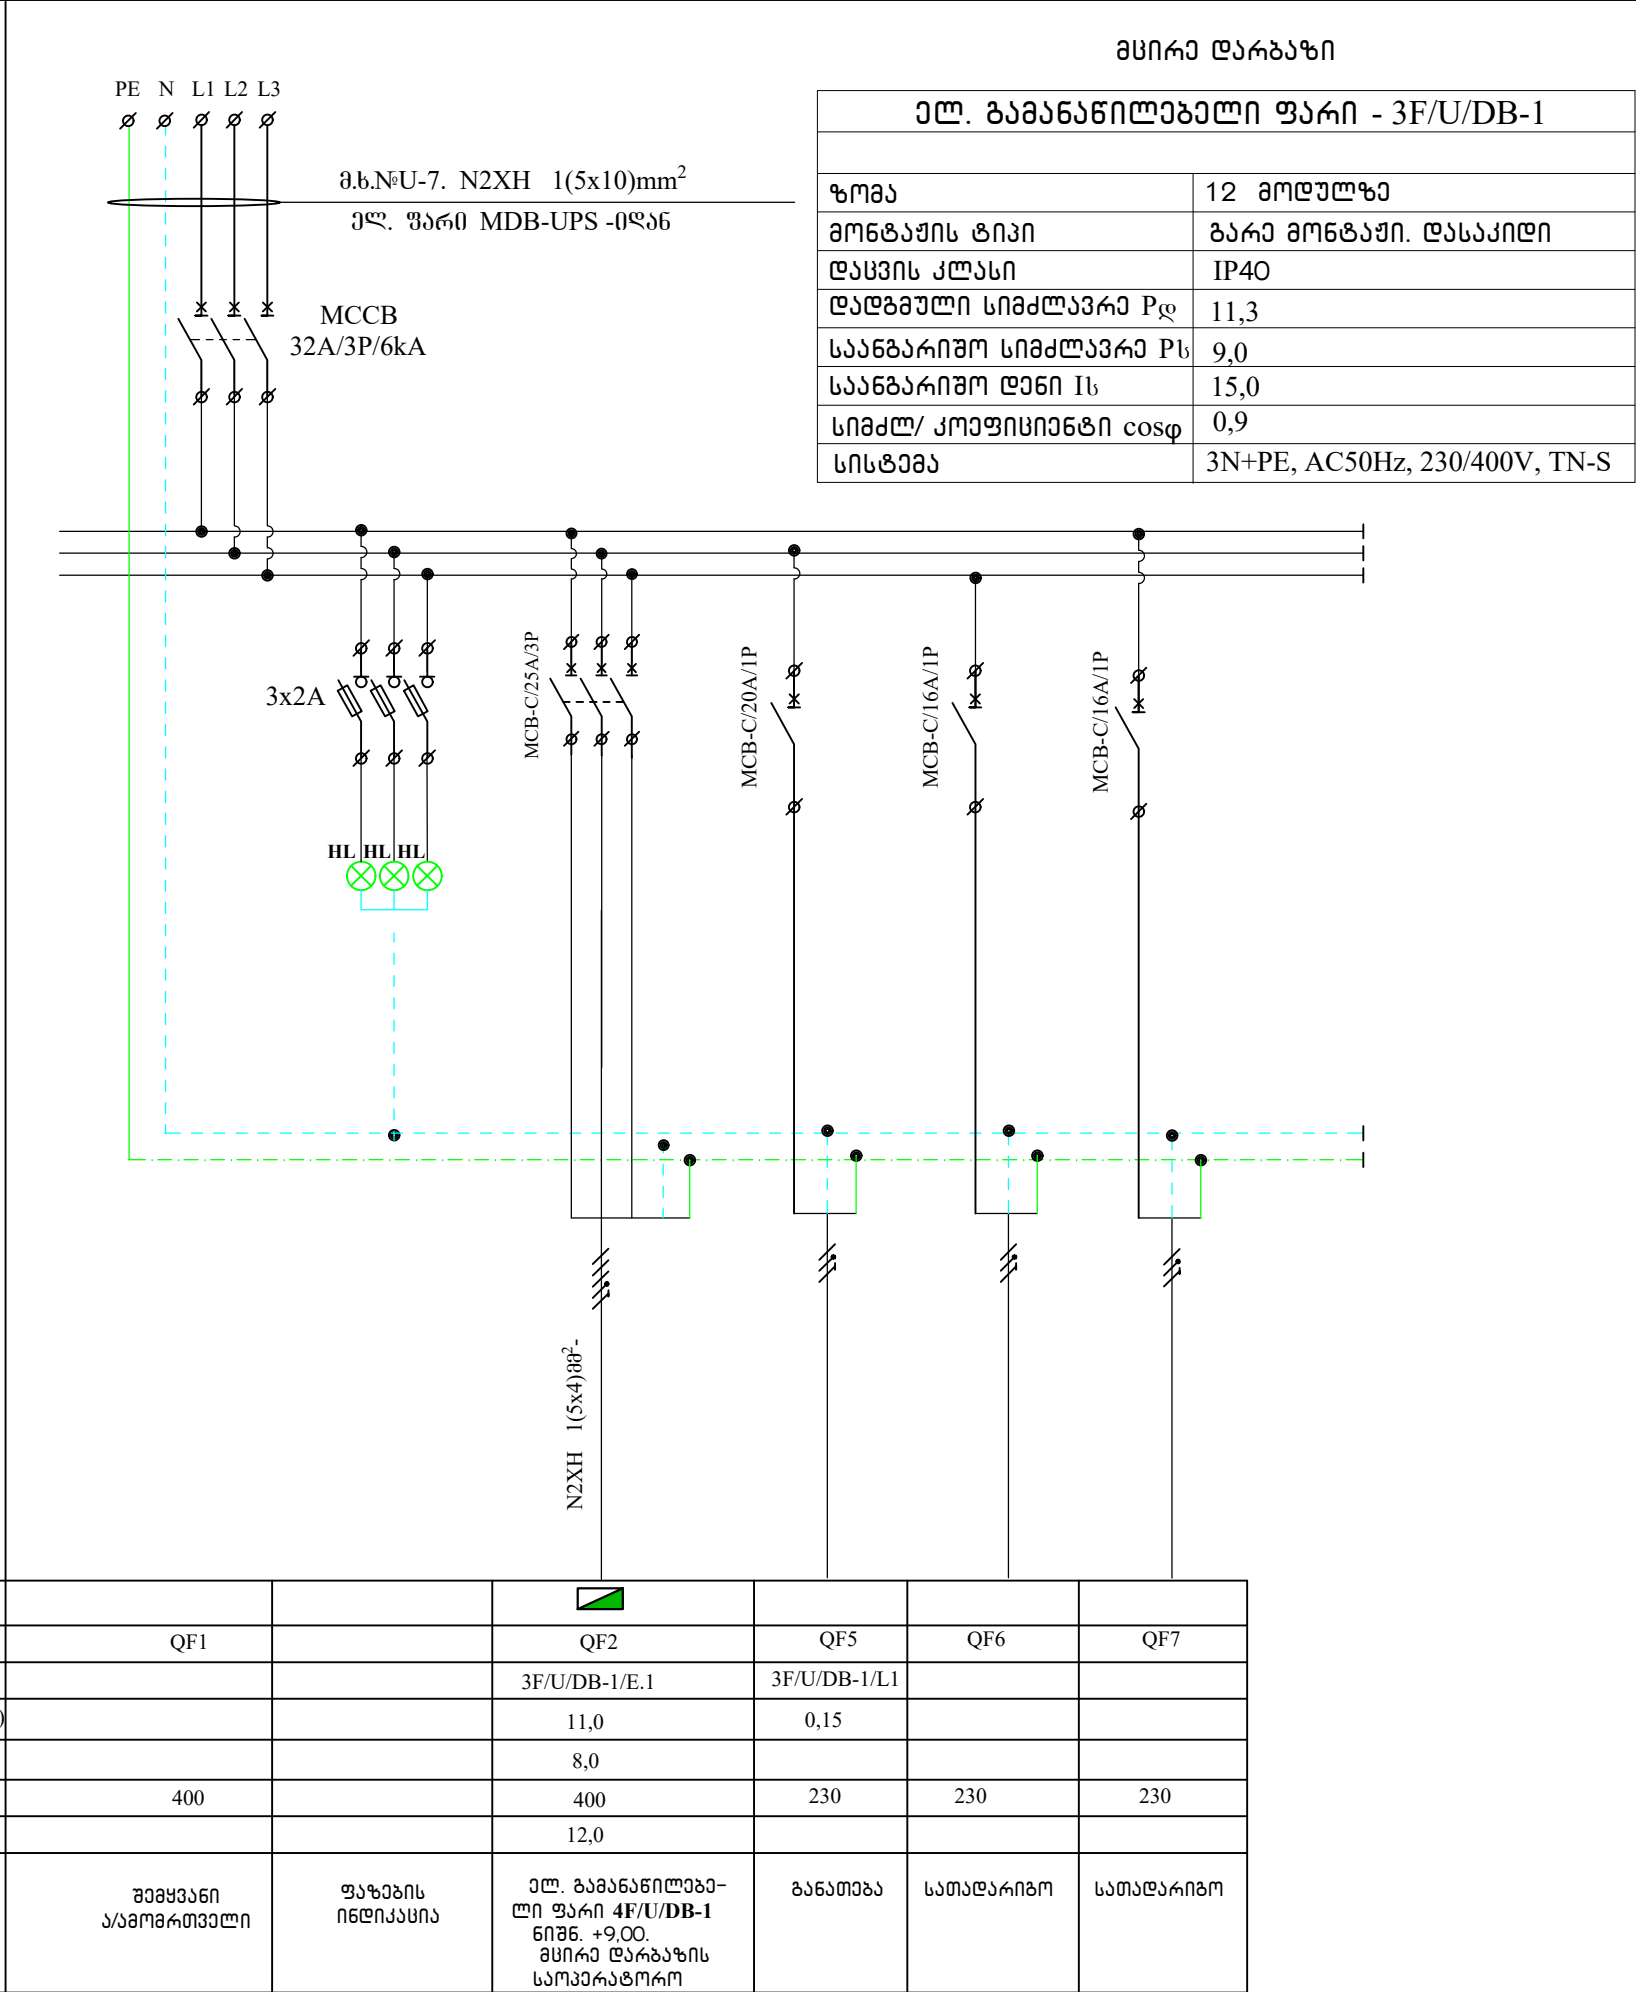 მცირე დარბაზი
PE N L1 L2 L3
ელ. გამანაწილებელი ფარი - 3F/U/DB-1
მ.ხ.№U-7. N2XH 1(5x10)mm²
ელ. ფარი MDB-UPS -იდან
ზომა 12 მოდულზე
მონტაჟის ტიპი გარე მონტაჟი. დასაკიდი
დაცვის კლასი IP40
დადგმული სიმძლავრე Pდ 11,3
საანგარიშო სიმძლავრე Pს 9,0
საანგარიშო დენი Iს 15,0
სიმძლ/ კოეფიციენტი cosφ 0,9
სისტემა 3N+PE, AC50Hz, 230/400V, TN-S
MCCB
32A/3P/6kA
3x2A
MCB-C/25A/3P
MCB-C/20A/1P
MCB-C/16A/1P
MCB-C/16A/1P
HL HL HL
N2XH 1(5x4)მმ²-
QF1 QF2 QF5 QF6 QF7
3F/U/DB-1/E.1 3F/U/DB-1/L1
11,0 0,15
8,0
400 400 230 230 230
12,0
შემყვანი
ა/ამომრთველი
ფაზების
ინდიკაცია
ელ. გამანაწილებე-
ლი ფარი 4F/U/DB-1
ნიშნ. +9,00.
მცირე დარბაზის
საოპერატორო
განათება
სათადარიგო
სათადარიგო